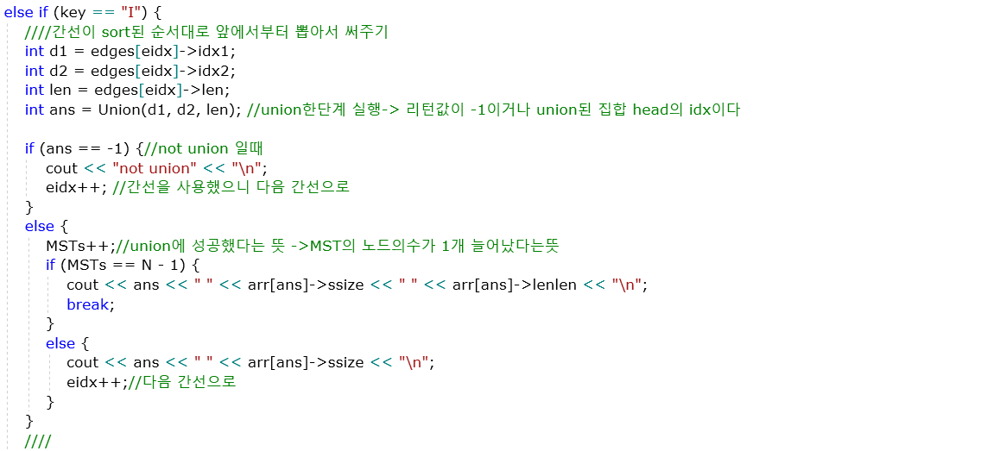 else if (key == "I") {
////간선이 sort된 순서대로 앞에서부터 뽑아서 써주기
int d1 = edges[eidx]->idx1;
int d2 = edges[eidx]->idx2;
int len = edges[eidx]->len;
int ans = Union(d1, d2, len); //union한단계 실행-> 리턴값이 -1이거나 union된 집합 head의 idx이다
if (ans == -1) {//not union 일때
cout << "not union" << "\n";
eidx++; //간선을 사용했으니 다음 간선으로
}
else {
MSTs++;//union에 성공했다는 뜻 ->MST의 노드의수가 1개 늘어났다는뜻
if (MSTs == N - 1) {
cout << ans << " " << arr[ans]->ssize << " " << arr[ans]->lenlen << "\n";
break;
}
else {
cout << ans << " " << arr[ans]->ssize << "\n";
eidx++;//다음 간선으로
}
}
////